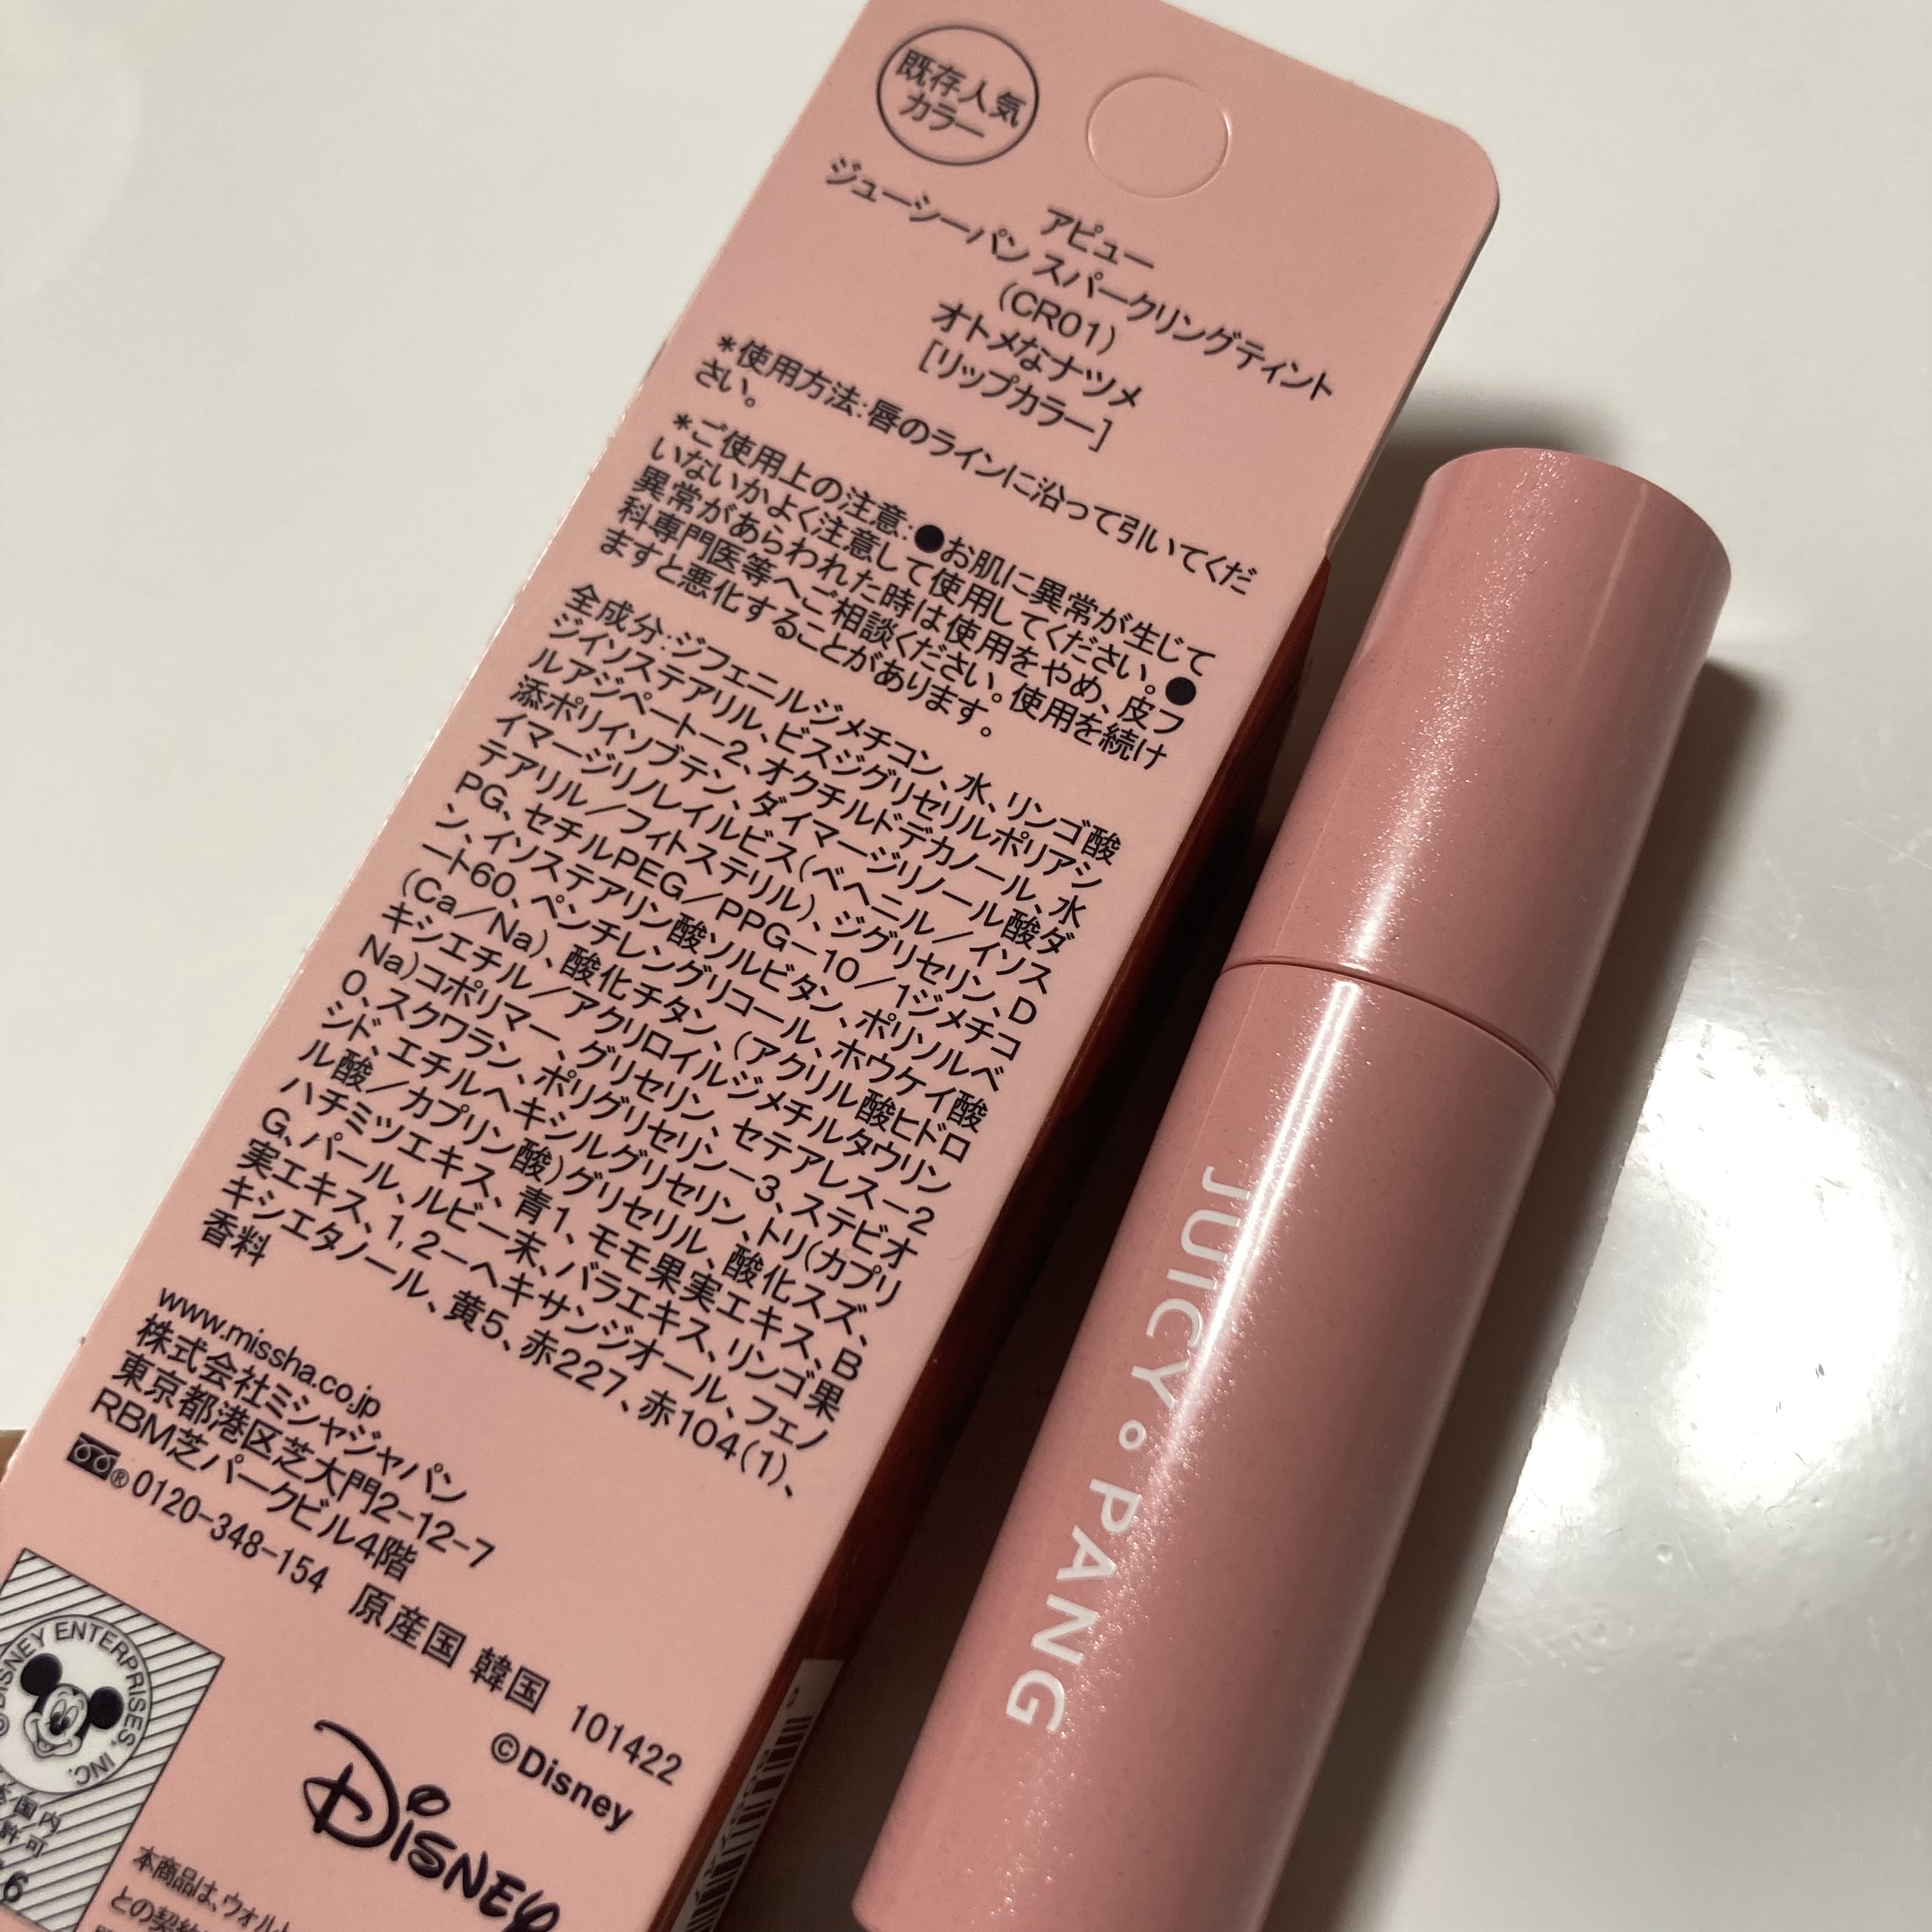 既存人気
カラー
アピュー
ジューシーパン スパークリングティント
(CR01)
オトメなナツメ
[リップカラー]
*使用方法:唇のラインに沿って引いてくだ
さい。
*ご使用上の注意:●お肌に異常が生じて
いないかよく注意して使用してください。●
異常があらわれた時は使用をやめ、皮フ
科専門医等へご相談ください。使用を続け
ますと悪化することがあります。
全成分:ジフェニルジメチコン、水、リンゴ酸
ジイソステアリル、ビスジグリセリルポリアシ
ルアジペート-2、オクチルドデカノール、水
添ポリイソブテン、ダイマージリノール酸ダ
イマージリノレイルビス(ベヘニル/イソス
テアリル/フィトステリル)、ジグリセリン、D
PG、セチルPEG/PPG-10/1ジメチコ
ン、イソステアリン酸ソルビタン、ポリソルベ
ート60、ペンチレングリコール、ホウケイ酸
(Ca/Na)、酸化チタン、(アクリル酸ヒドロ
キシエチル/アクリロイルジメチルタウリン
Na)コポリマー、グリセリン、セテアレス-2
0、スクワラン、ポリグリセリン-3、ステビオ
シド、エチルヘキシルグリセリン、トリ(カプリ
ル酸/カプリン酸)グリセリル、酸化スズ、
ハチミツエキス、青1、モモ果実エキス、B
G、パール、ルビー末、バラエキス、リンゴ果
実エキス、1,2-ヘキサンジオール、フェノ
キシエタノール、黄5、赤227、赤104(1)、
香料
www.missha.co.jp
株式会社ミシャジャパン
東京都港区芝大門2-12-7
RBM芝パークビル4階
®0120-348-154 原産国 韓国 101422
©Disney
DISNEY
©DISNEY ENTERPRISES, INC.
国内
許可
6
本商品は、ウォルト
との契約
JUICY PANG